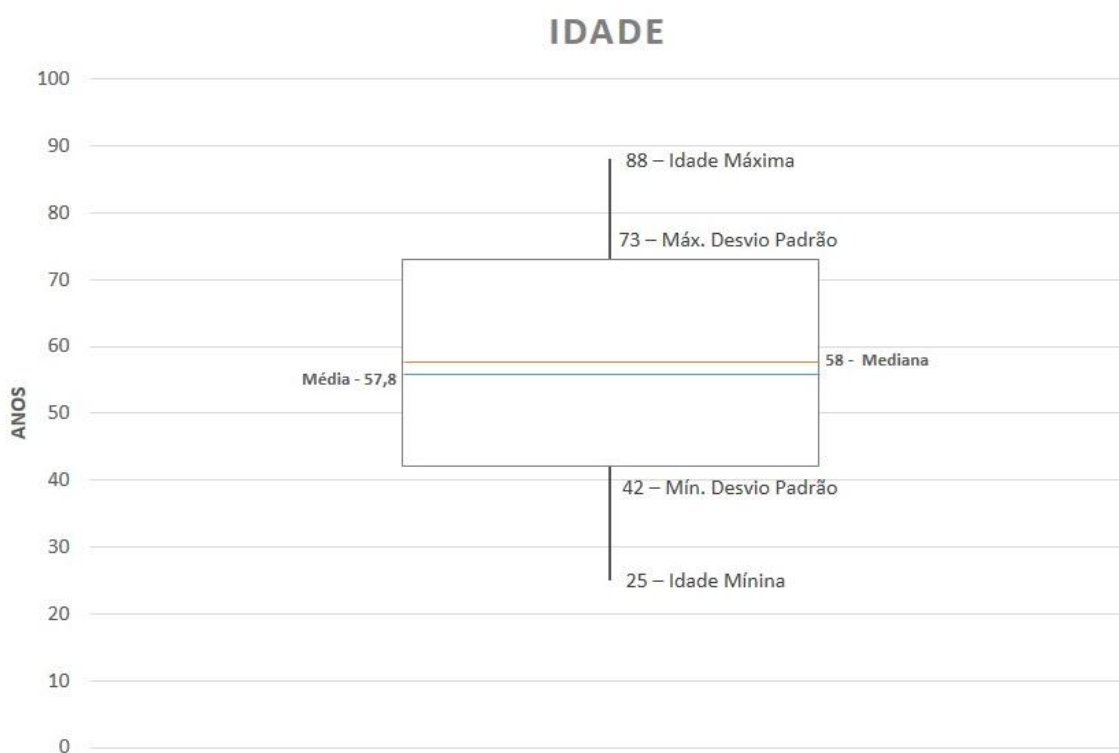 IDADE
100
90
88 – Idade Máxima
80
73 – Máx. Desvio Padrão
70
60
58 - Mediana
Média - 57,8
ANOS
50
40
42 – Mín. Desvio Padrão
30
25 – Idade Mínina
20
10
0